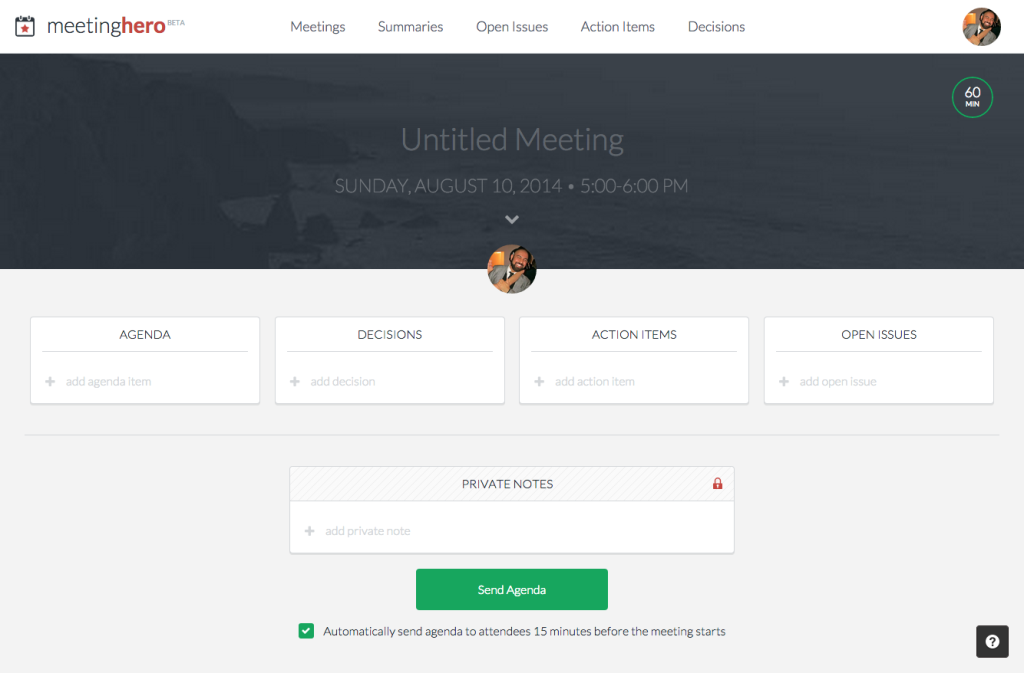 meetinghero BETA Meetings Summaries Open Issues Action Items Decisions
60
MIN
Untitled Meeting
SUNDAY, AUGUST 10, 2014 • 5:00-6:00 PM
AGENDA DECISIONS ACTION ITEMS OPEN ISSUES
+ add agenda item + add decision + add action item + add open issue
PRIVATE NOTES
+ add private note
Send Agenda
Automatically send agenda to attendees 15 minutes before the meeting starts
?